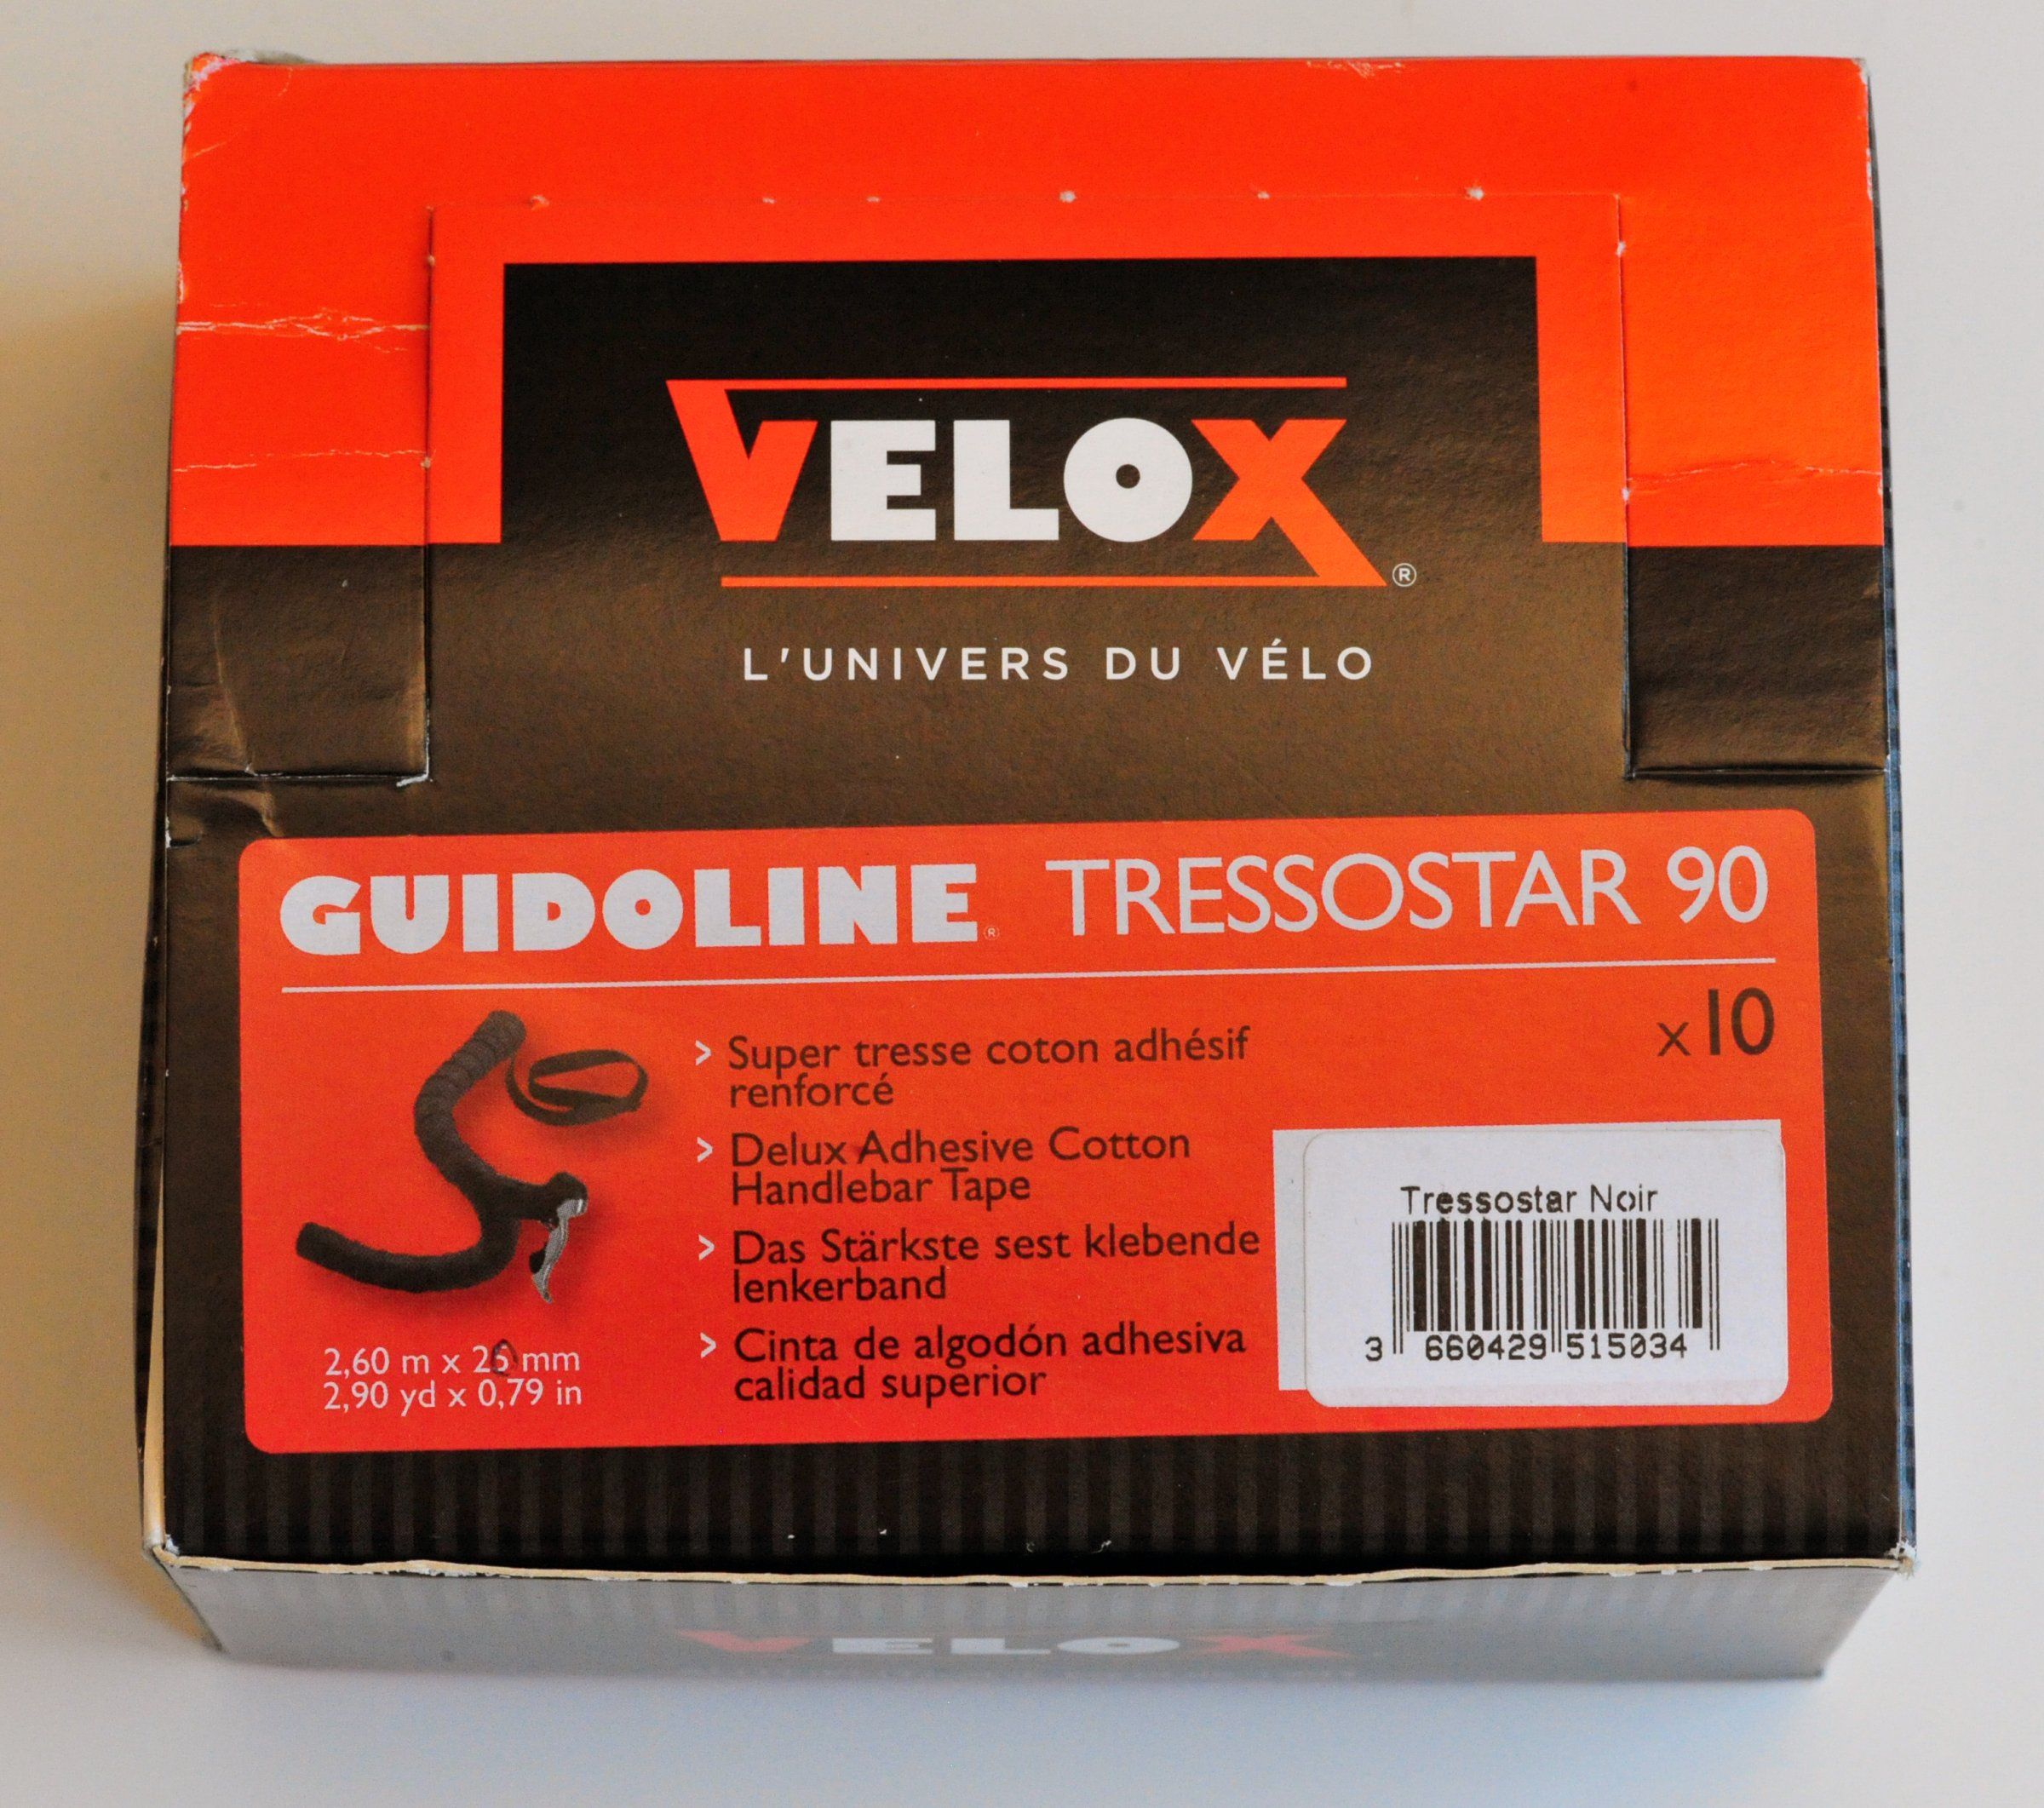 VELOX®
L'UNIVERS DU VÉLO
GUIDOLINE® TRESSOSTAR 90
x10
> Super tresse coton adhésif
renforcé
> Delux Adhesive Cotton
Handlebar Tape
> Das Stärkste sest klebende
lenkerband
> Cinta de algodón adhesiva
calidad superior
2,60 m x 20 mm
2,90 yd x 0,79 in
Tressostar Noir
3 660429 515034
VELOX